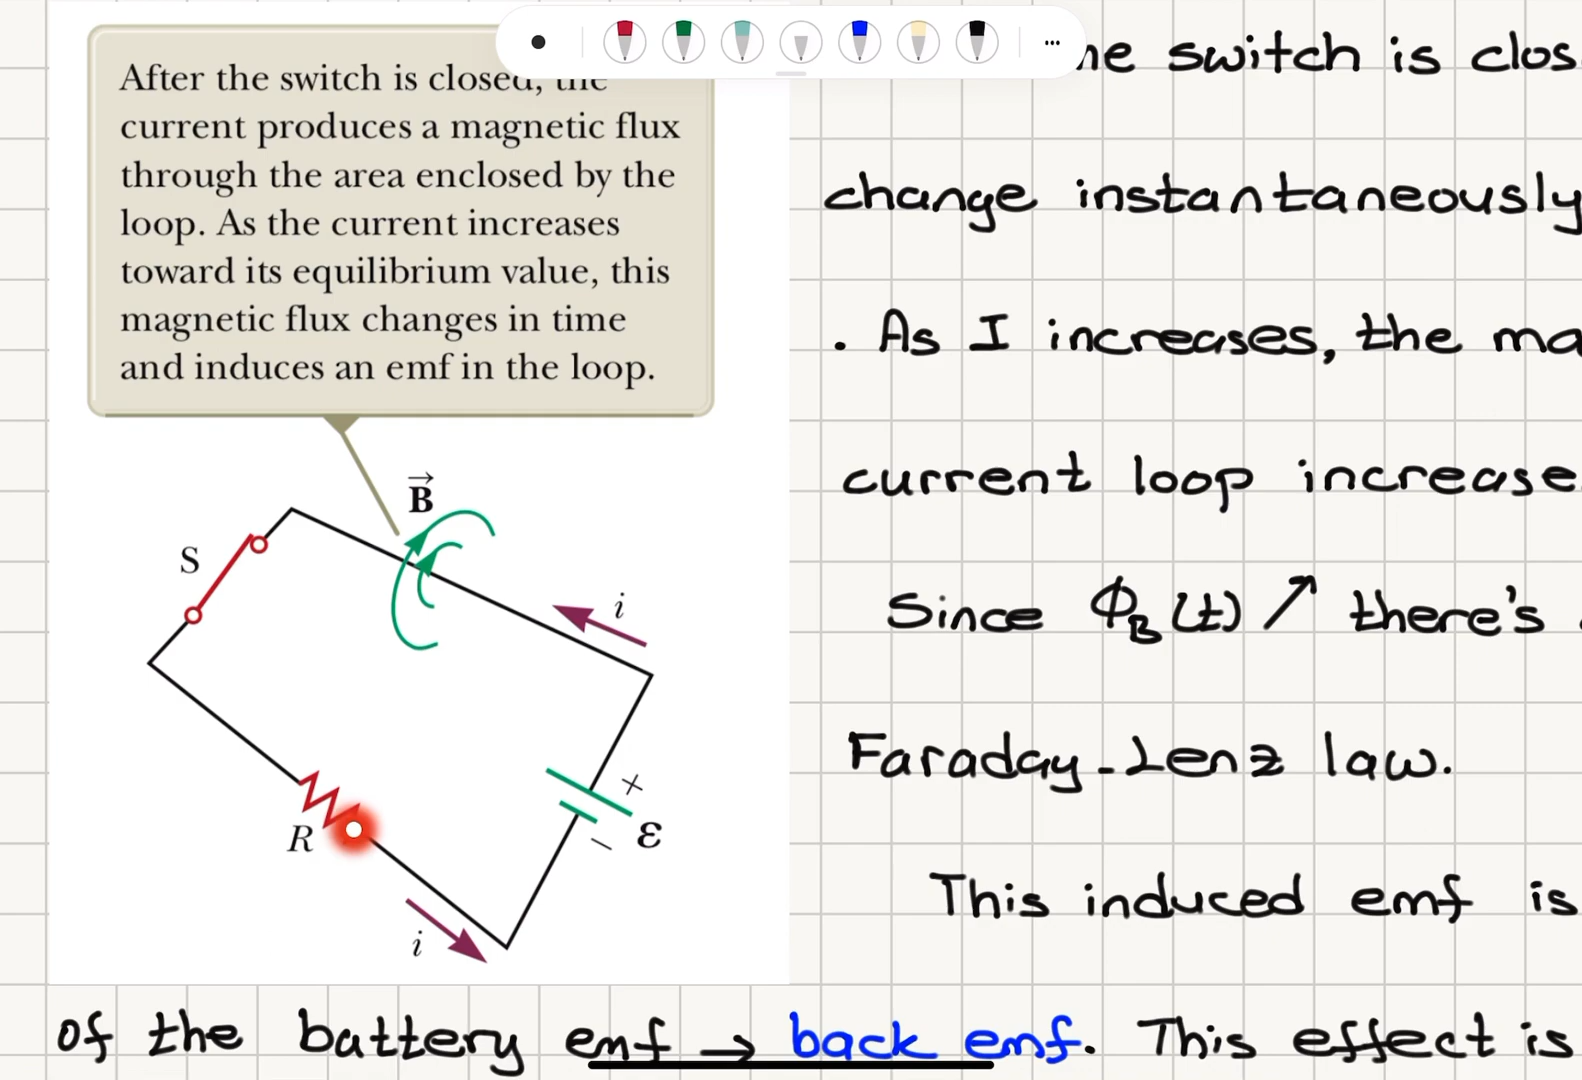 After the switch is closed, the
current produces a magnetic flux
through the area enclosed by the
loop. As the current increases
toward its equilibrium value, this
magnetic flux changes in time
and induces an emf in the loop.
B
S
i
R
+
ε
−
i
switch is clos
change instantaneously
. As I increases, the ma
current loop increase
Since Φ_B(t) ↗ there's
Faraday-Lenz law.
This induced emf is
of the battery emf → back emf. This effect is